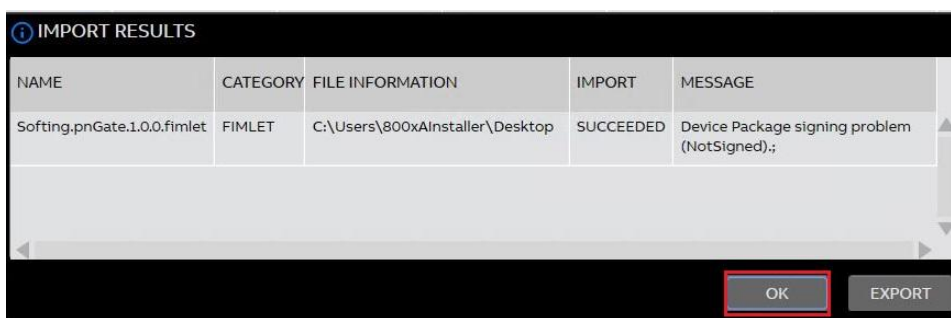 IMPORT RESULTS
NAME CATEGORY FILE INFORMATION IMPORT MESSAGE
Softing.pnGate.1.0.0.fimlet FIMLET C:\Users\800xAInstaller\Desktop SUCCEEDED Device Package signing problem
(NotSigned).;
OK EXPORT